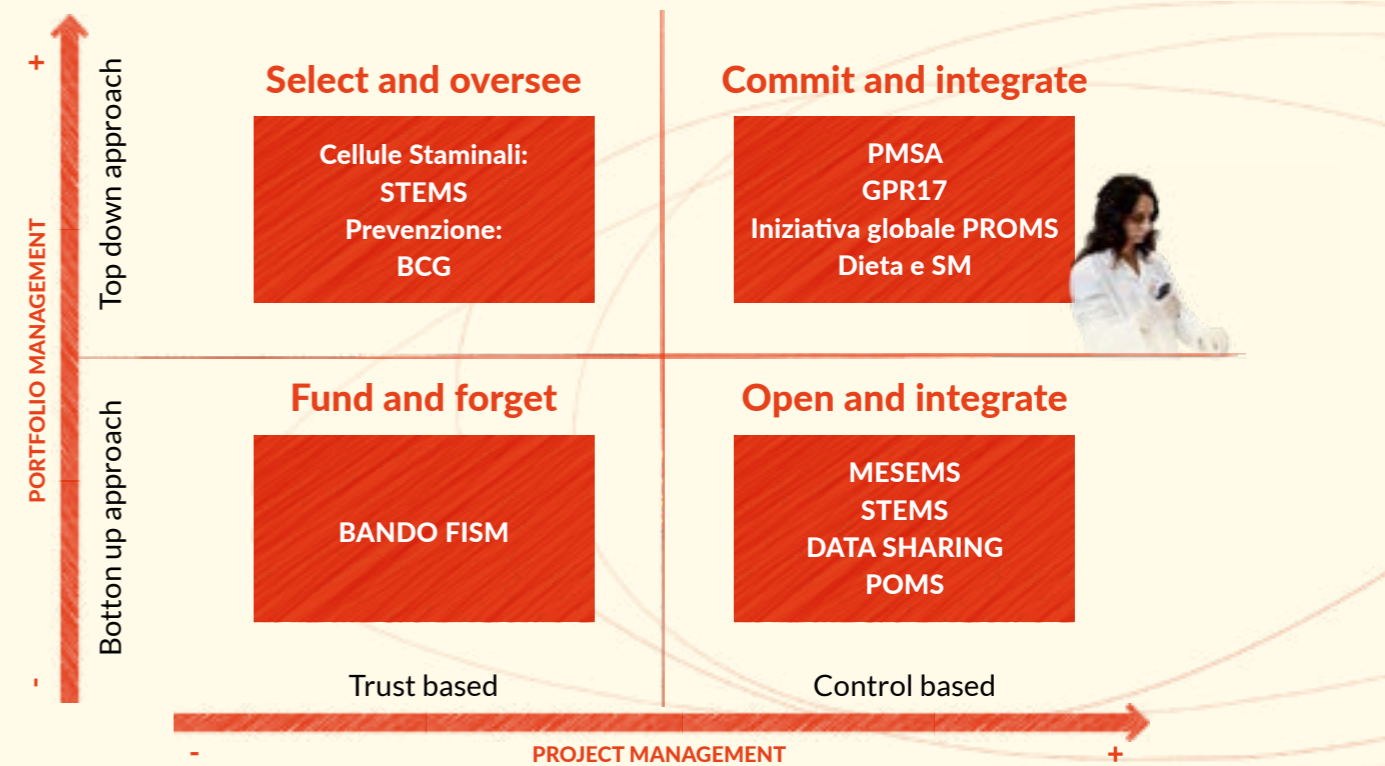 +
PORTFOLIO MANAGEMENT
-
Top down approach
Botton up approach
Select and oversee
Cellule Staminali:
STEMS
Prevenzione:
BCG
Commit and integrate
PMSA
GPR17
Iniziativa globale PROMS
Dieta e SM
Fund and forget
BANDO FISM
Open and integrate
MESEMS
STEMS
DATA SHARING
POMS
Trust based
Control based
-
PROJECT MANAGEMENT
+